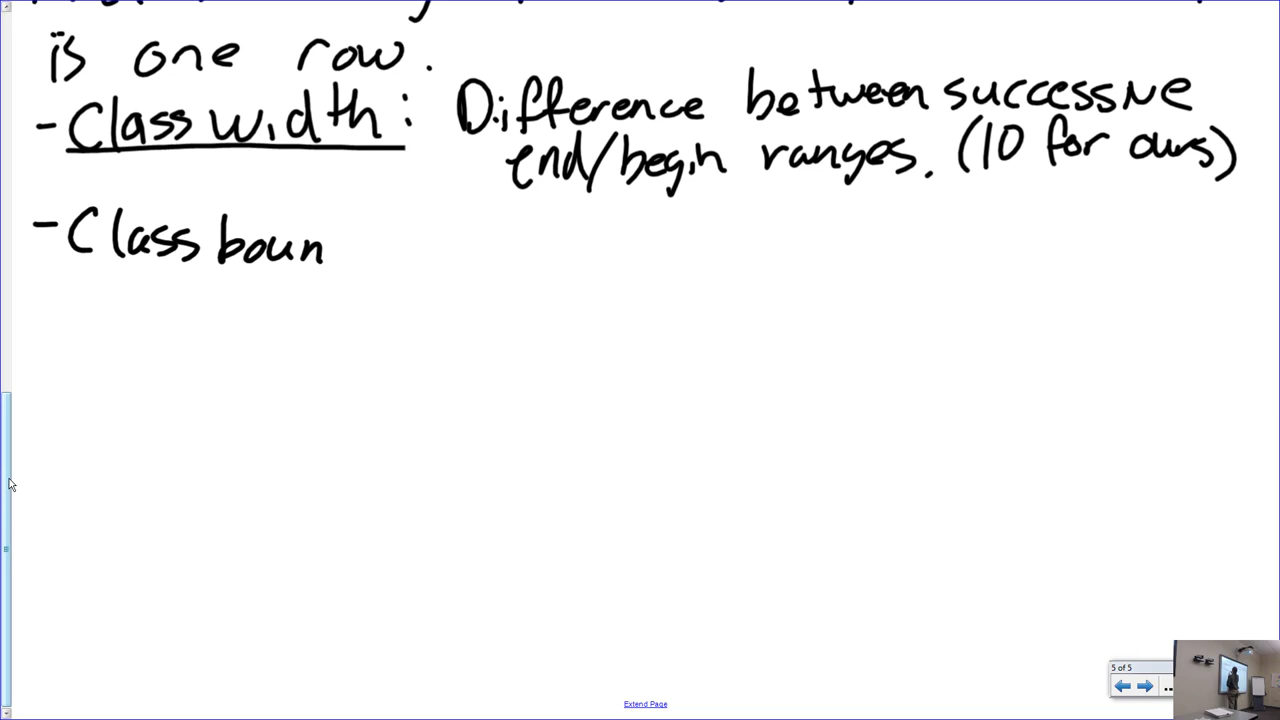 is one row.
- Class width: Difference between successive
end/begin ranges. (10 for ours)
- Class boun
5 of 5
Extend Page